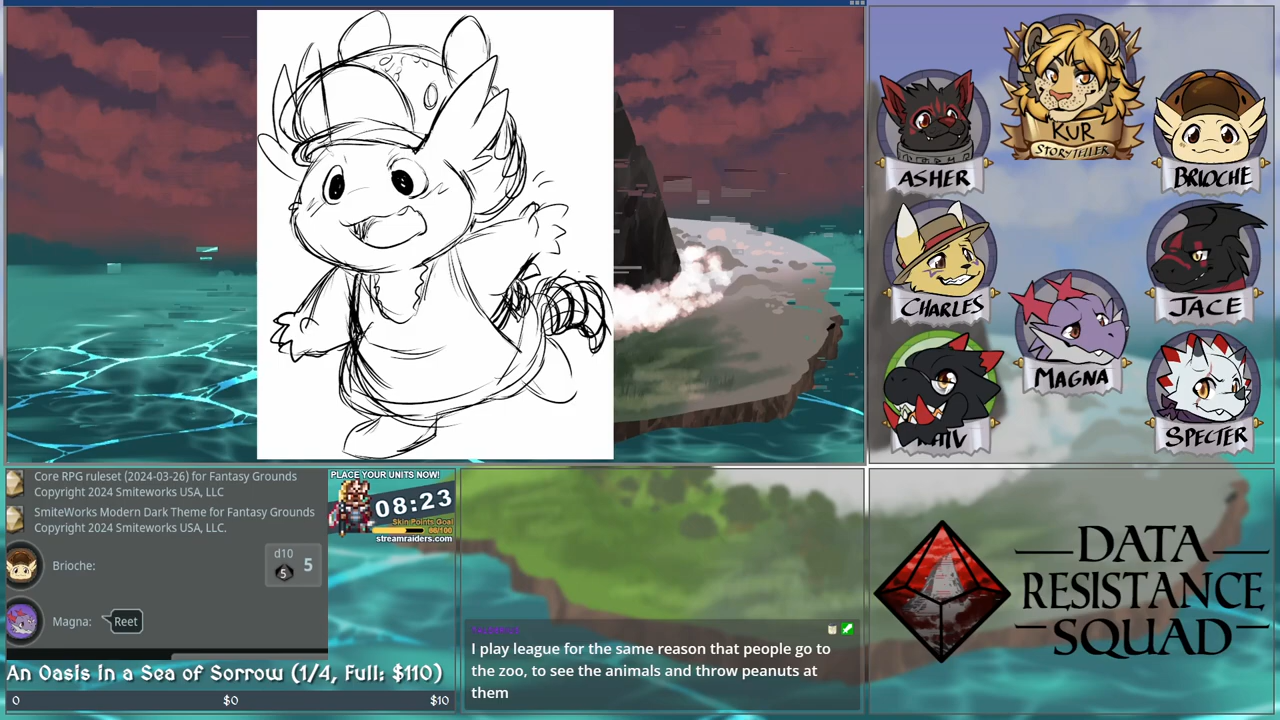 KUR
STORYTELLER
ASHER
BRIOCHE
CHARLES
JACE
MAGNA
SPECTER
Core RPG ruleset (2024-03-26) for Fantasy Grounds
Copyright 2024 Smiteworks USA, LLC
SmiteWorks Modern Dark Theme for Fantasy Grounds
Copyright 2024 Smiteworks USA, LLC.
Brioche:
d10
5
5
Magna:
Reet
PLACE YOUR UNITS NOW!
08:23
Skin Points Goal
streamraiders.com
An Oasis in a Sea of Sorrow (1/4, Full: $110)
0
$0
$10
I play league for the same reason that people go to
the zoo, to see the animals and throw peanuts at
them
DATA
RESISTANCE
SQUAD